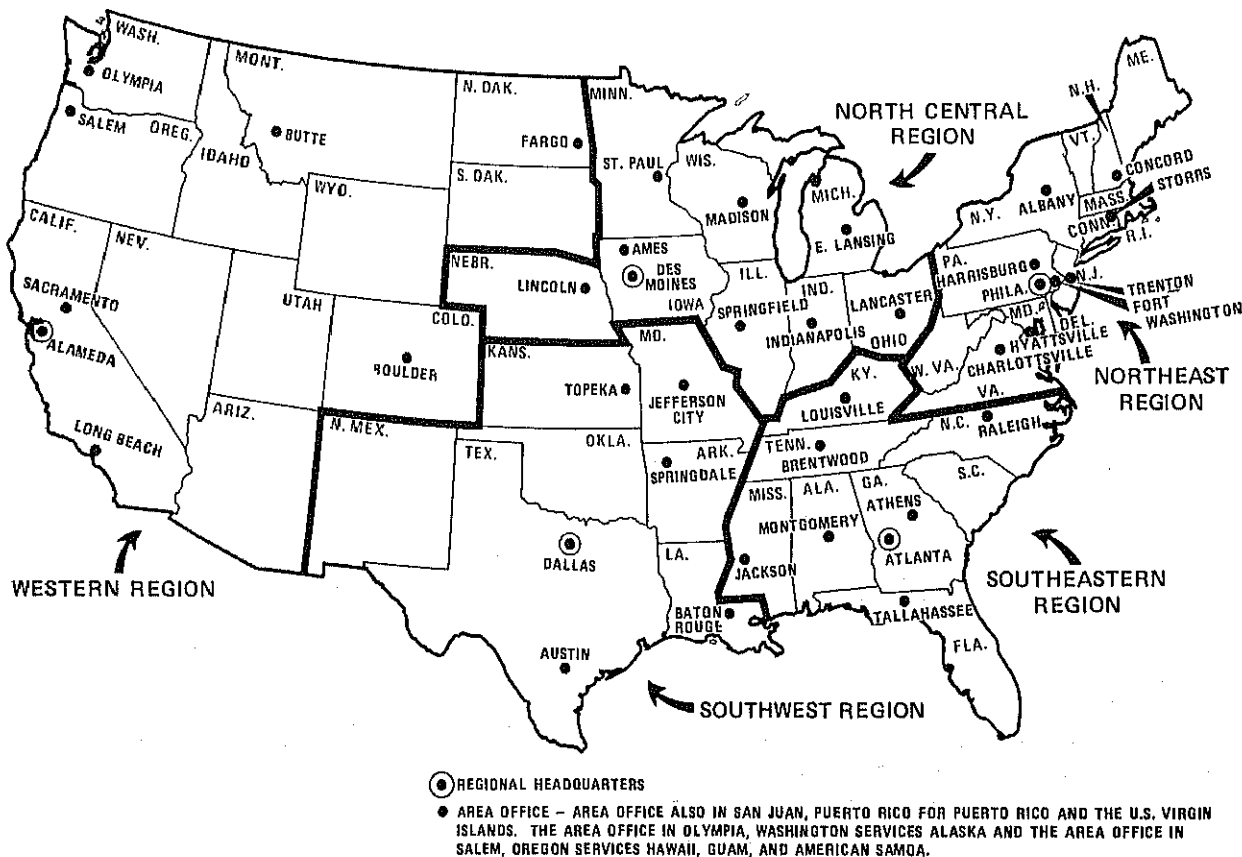 WASH.
OLYMPIA
MONT.
N. DAK.
MINN.
NORTH CENTRAL
REGION
N.H.
ME.
SALEM
OREG.
BUTTE
FARGO
ST. PAUL
WIS.
VT.
IDAHO
CONCORD
STORRS
WYO.
S. DAK.
MADISON
MICH.
N.Y.
ALBANY
MASS.
CONN.
R.I.
E. LANSING
CALIF.
NEV.
AMES
DES
MOINES
IOWA
NEBR.
LINCOLN
ILL.
IND.
PA.
HARRISBURG
PHILA.
N.J.
TRENTON
FORT
WASHINGTON
SACRAMENTO
UTAH
COLO.
SPRINGFIELD
INDIANAPOLIS
LANCASTER
OHIO
MD.
DEL.
HYATTSVILLE
CHARLOTTSVILLE
ALAMEDA
BOULDER
KANS.
MO.
W. VA.
VA.
NORTHEAST
REGION
TOPEKA
JEFFERSON
CITY
KY.
LOUISVILLE
ARIZ.
LONG BEACH
N. MEX.
TEX.
OKLA.
ARK.
SPRINGDALE
TENN.
BRENTWOOD
N.C.
RALEIGH
S.C.
MISS.
ALA.
GA.
ATHENS
MONTGOMERY
DALLAS
LA.
JACKSON
ATLANTA
WESTERN REGION
SOUTHEASTERN
REGION
BATON
ROUGE
TALLAHASSEE
FLA.
AUSTIN
SOUTHWEST REGION
REGIONAL HEADQUARTERS
AREA OFFICE – AREA OFFICE ALSO IN SAN JUAN, PUERTO RICO FOR PUERTO RICO AND THE U.S. VIRGIN
ISLANDS. THE AREA OFFICE IN OLYMPIA, WASHINGTON SERVICES ALASKA AND THE AREA OFFICE IN
SALEM, OREGON SERVICES HAWAII, GUAM, AND AMERICAN SAMOA.